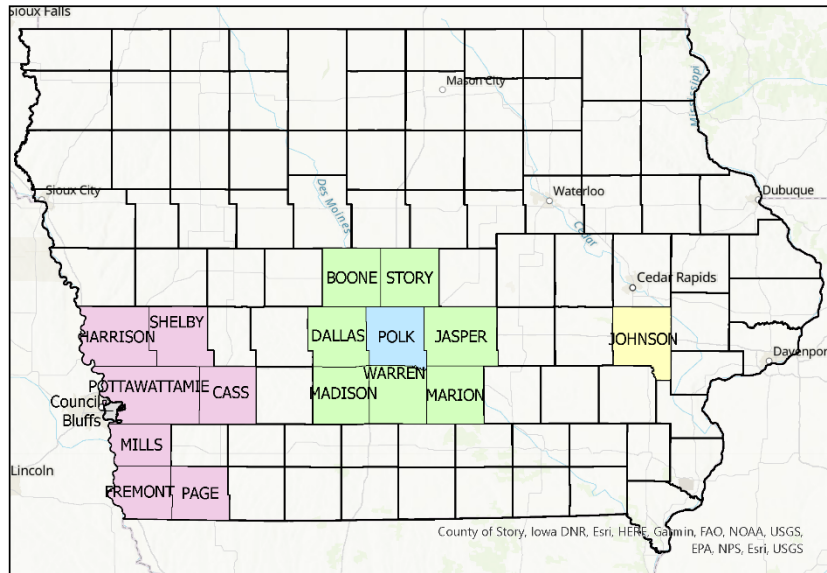 Sioux Falls
Mason City
Mississippi
Sioux City
Des Moines
Waterloo
Dubuque
Cedar
BOONE
STORY
Cedar Rapids
HARRISON
SHELBY
DALLAS
POLK
JASPER
JOHNSON
Davenport
WARREN
POTTAWATTAMIE
CASS
MADISON
MARION
Council
Bluffs
MILLS
Lincoln
FREMONT
PAGE
County of Story, Iowa DNR, Esri, HERE, Garmin, FAO, NOAA, USGS,
EPA, NPS, Esri, USGS